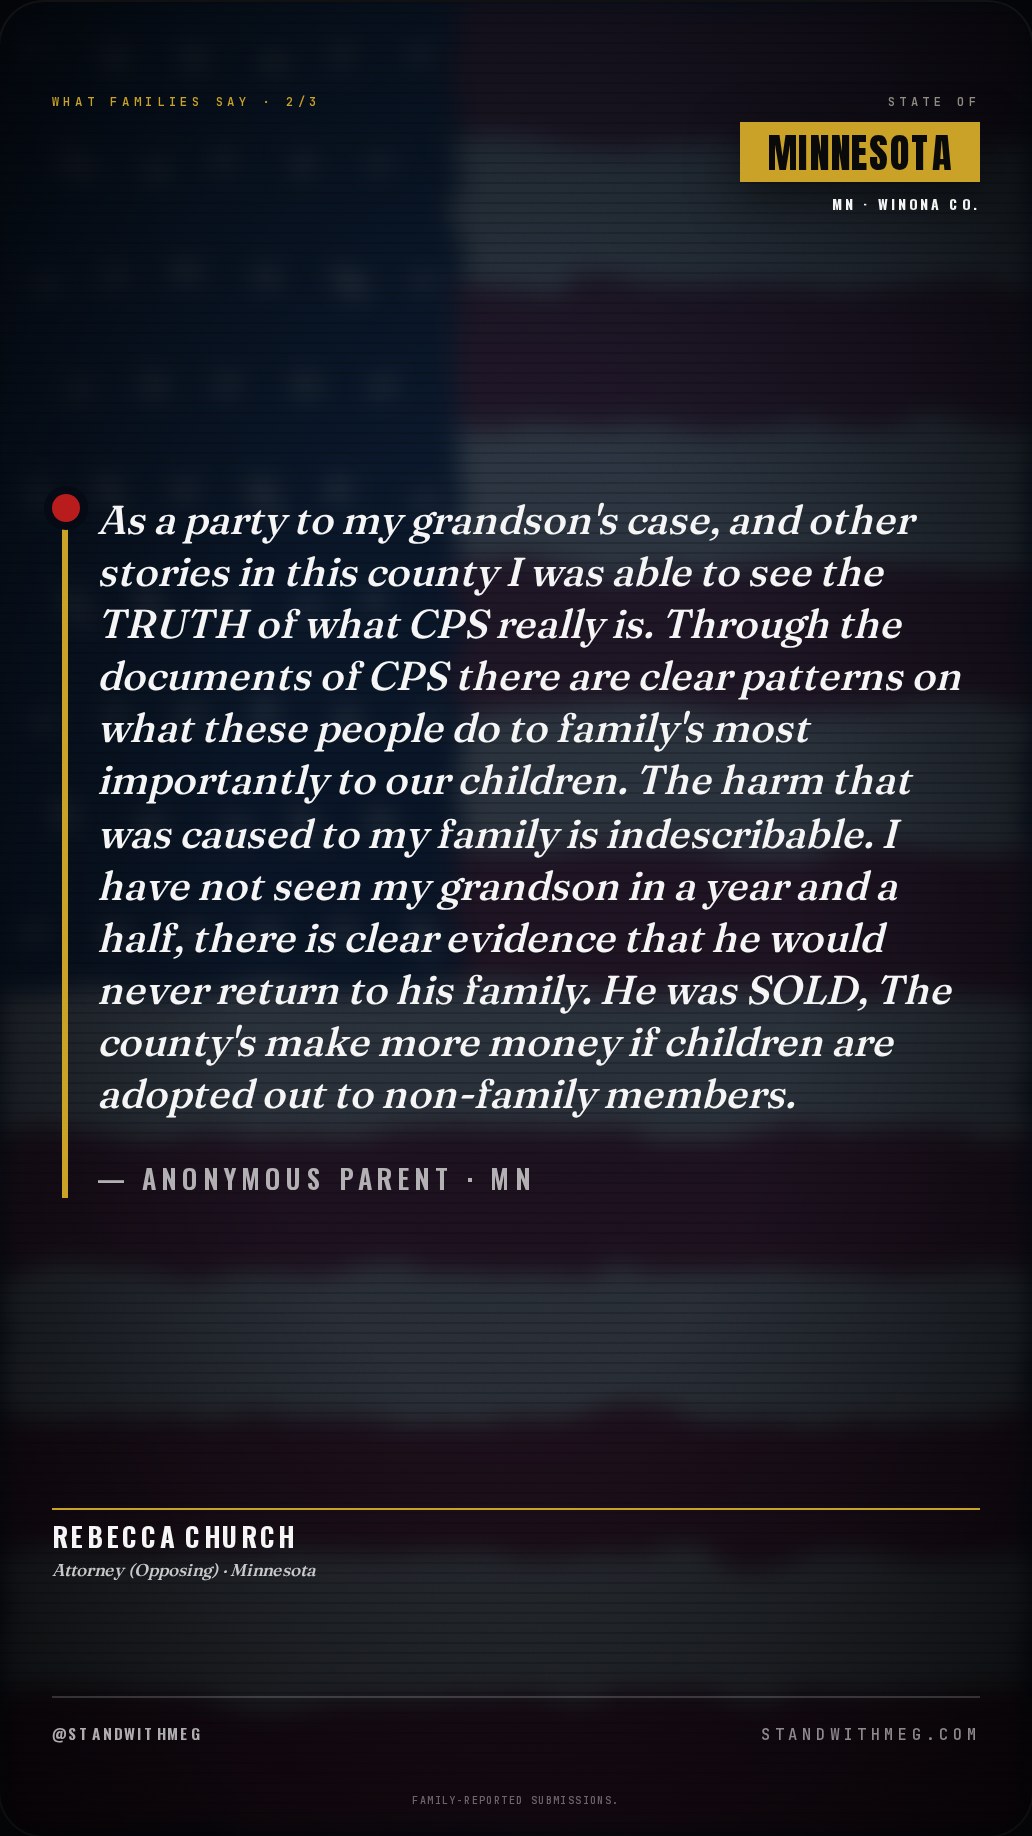 WHAT FAMILIES SAY · 2/3
STATE OF
MINNESOTA
MN · WINONA CO.
As a party to my grandson's case, and other
stories in this county I was able to see the
TRUTH of what CPS really is. Through the
documents of CPS there are clear patterns on
what these people do to family's most
importantly to our children. The harm that
was caused to my family is indescribable. I
have not seen my grandson in a year and a
half, there is clear evidence that he would
never return to his family. He was SOLD, The
county's make more money if children are
adopted out to non-family members.
— ANONYMOUS PARENT · MN
REBECCA CHURCH
Attorney (Opposing) · Minnesota
@STANDWITHMEG
STANDWITHMEG.COM
FAMILY-REPORTED SUBMISSIONS.